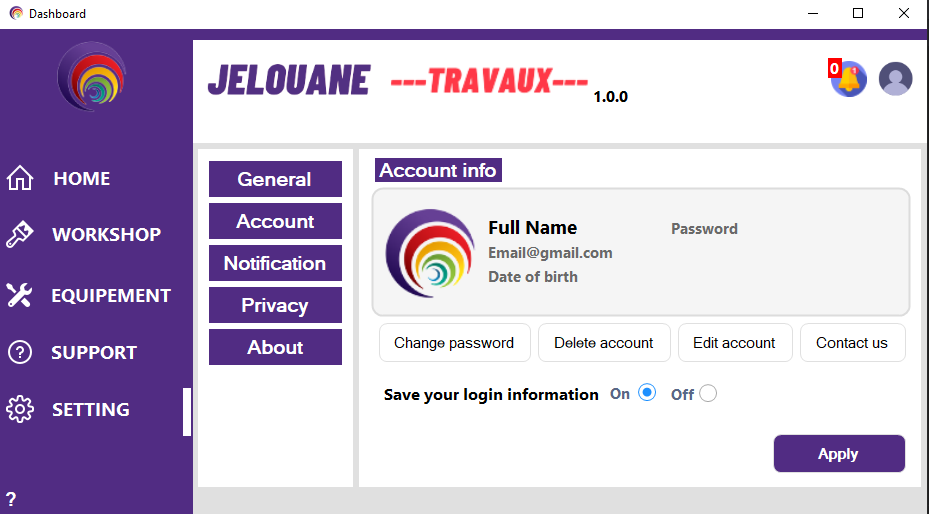 Dashboard
JELOUANE ---TRAVAUX--- 1.0.0
0
HOME
WORKSHOP
EQUIPEMENT
SUPPORT
SETTING
?
General
Account
Notification
Privacy
About
Account info
Full Name
Password
Email@gmail.com
Date of birth
Change password
Delete account
Edit account
Contact us
Save your login information On Off
Apply